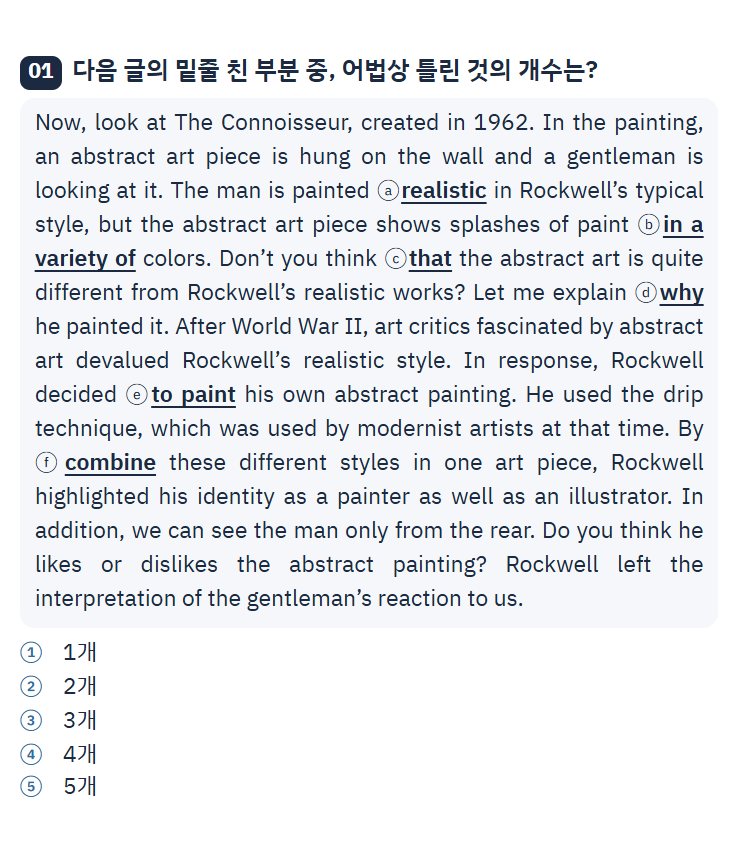 01 다음 글의 밑줄 친 부분 중, 어법상 틀린 것의 개수는?
Now, look at The Connoisseur, created in 1962. In the painting,
an abstract art piece is hung on the wall and a gentleman is
looking at it. The man is painted ⓐrealistic in Rockwell’s typical
style, but the abstract art piece shows splashes of paint ⓑin a
variety of colors. Don’t you think ⓒthat the abstract art is quite
different from Rockwell’s realistic works? Let me explain ⓓwhy
he painted it. After World War II, art critics fascinated by abstract
art devalued Rockwell’s realistic style. In response, Rockwell
decided ⓔto paint his own abstract painting. He used the drip
technique, which was used by modernist artists at that time. By
ⓕ combine these different styles in one art piece, Rockwell
highlighted his identity as a painter as well as an illustrator. In
addition, we can see the man only from the rear. Do you think he
likes or dislikes the abstract painting? Rockwell left the
interpretation of the gentleman’s reaction to us.
① 1개
② 2개
③ 3개
④ 4개
⑤ 5개